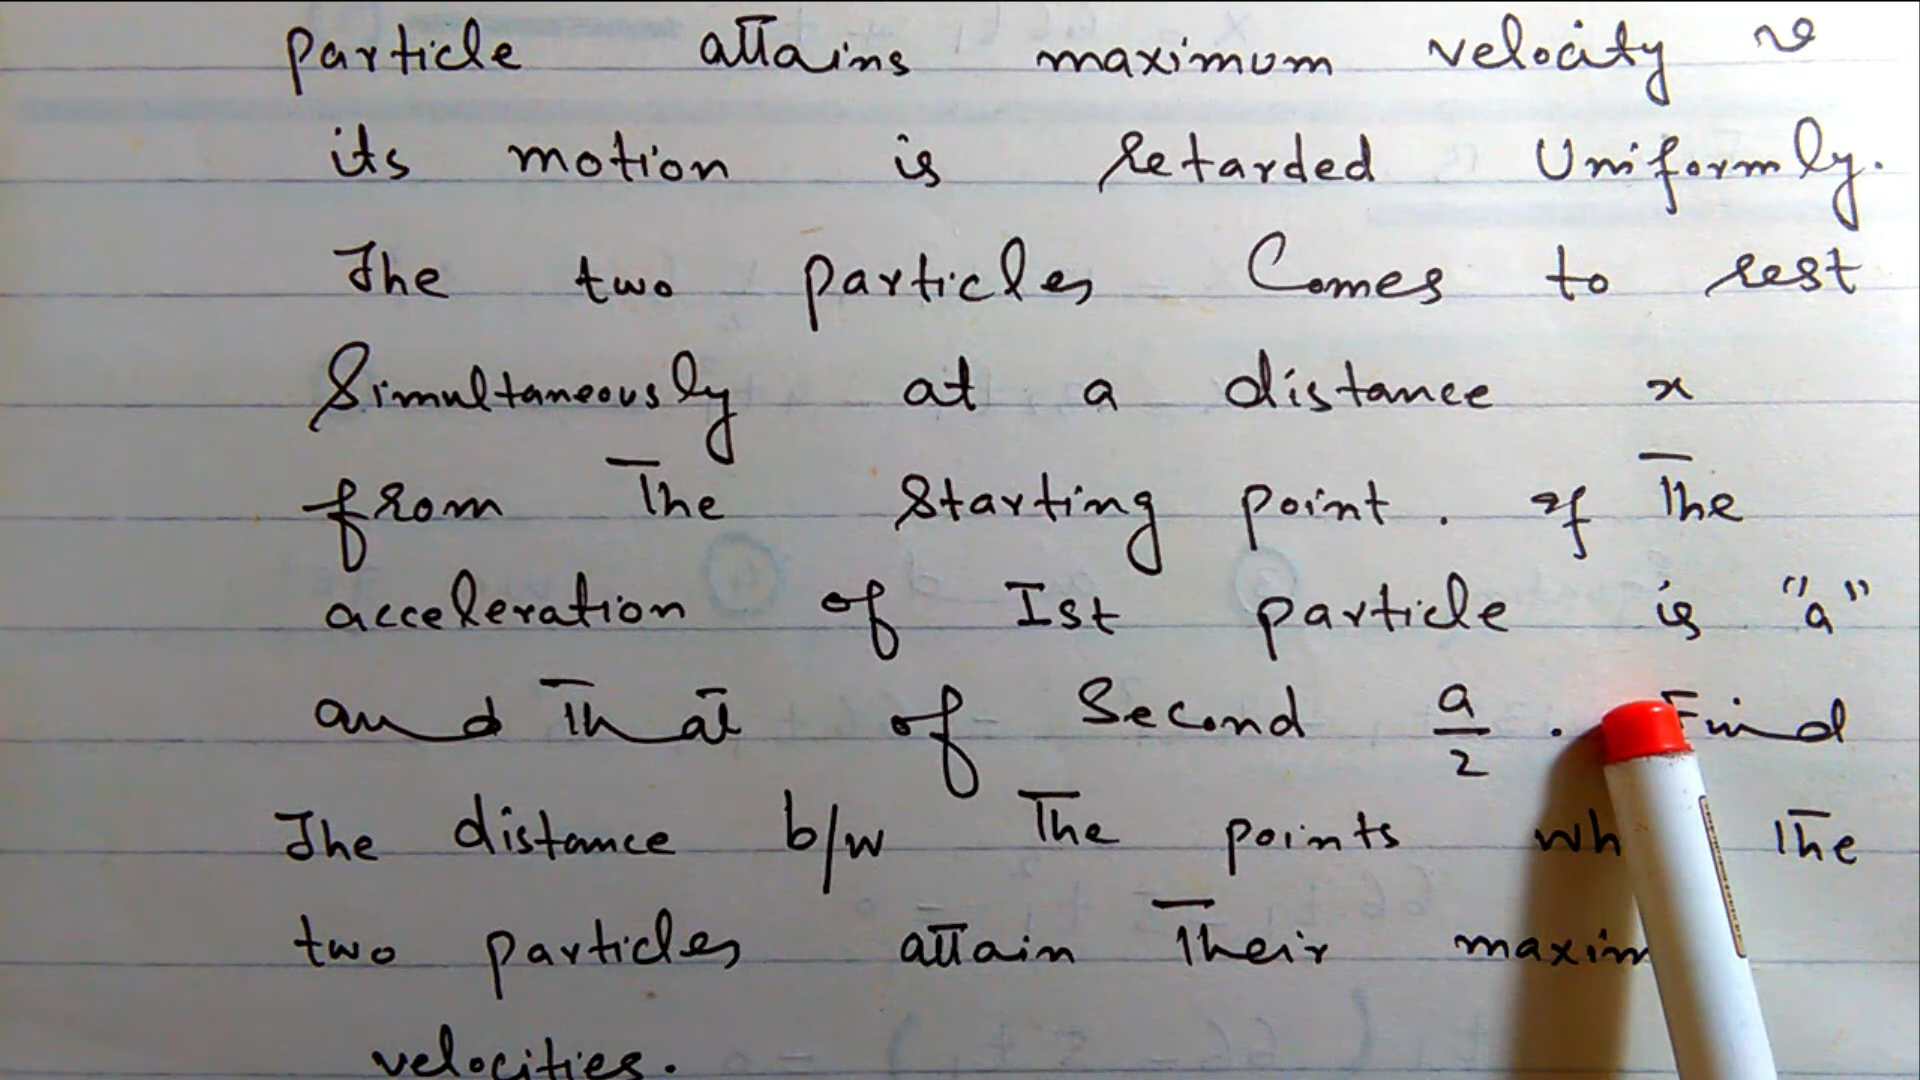 particle attains maximum velocity v
its motion is retarded Uniformly.
The two particles Comes to rest
Simultaneously at a distance x
from The Starting point. If The
acceleration of Ist particle is "a"
and That of Second a/2. Find
The distance b/w The points The
two particles attain Their
velocities.